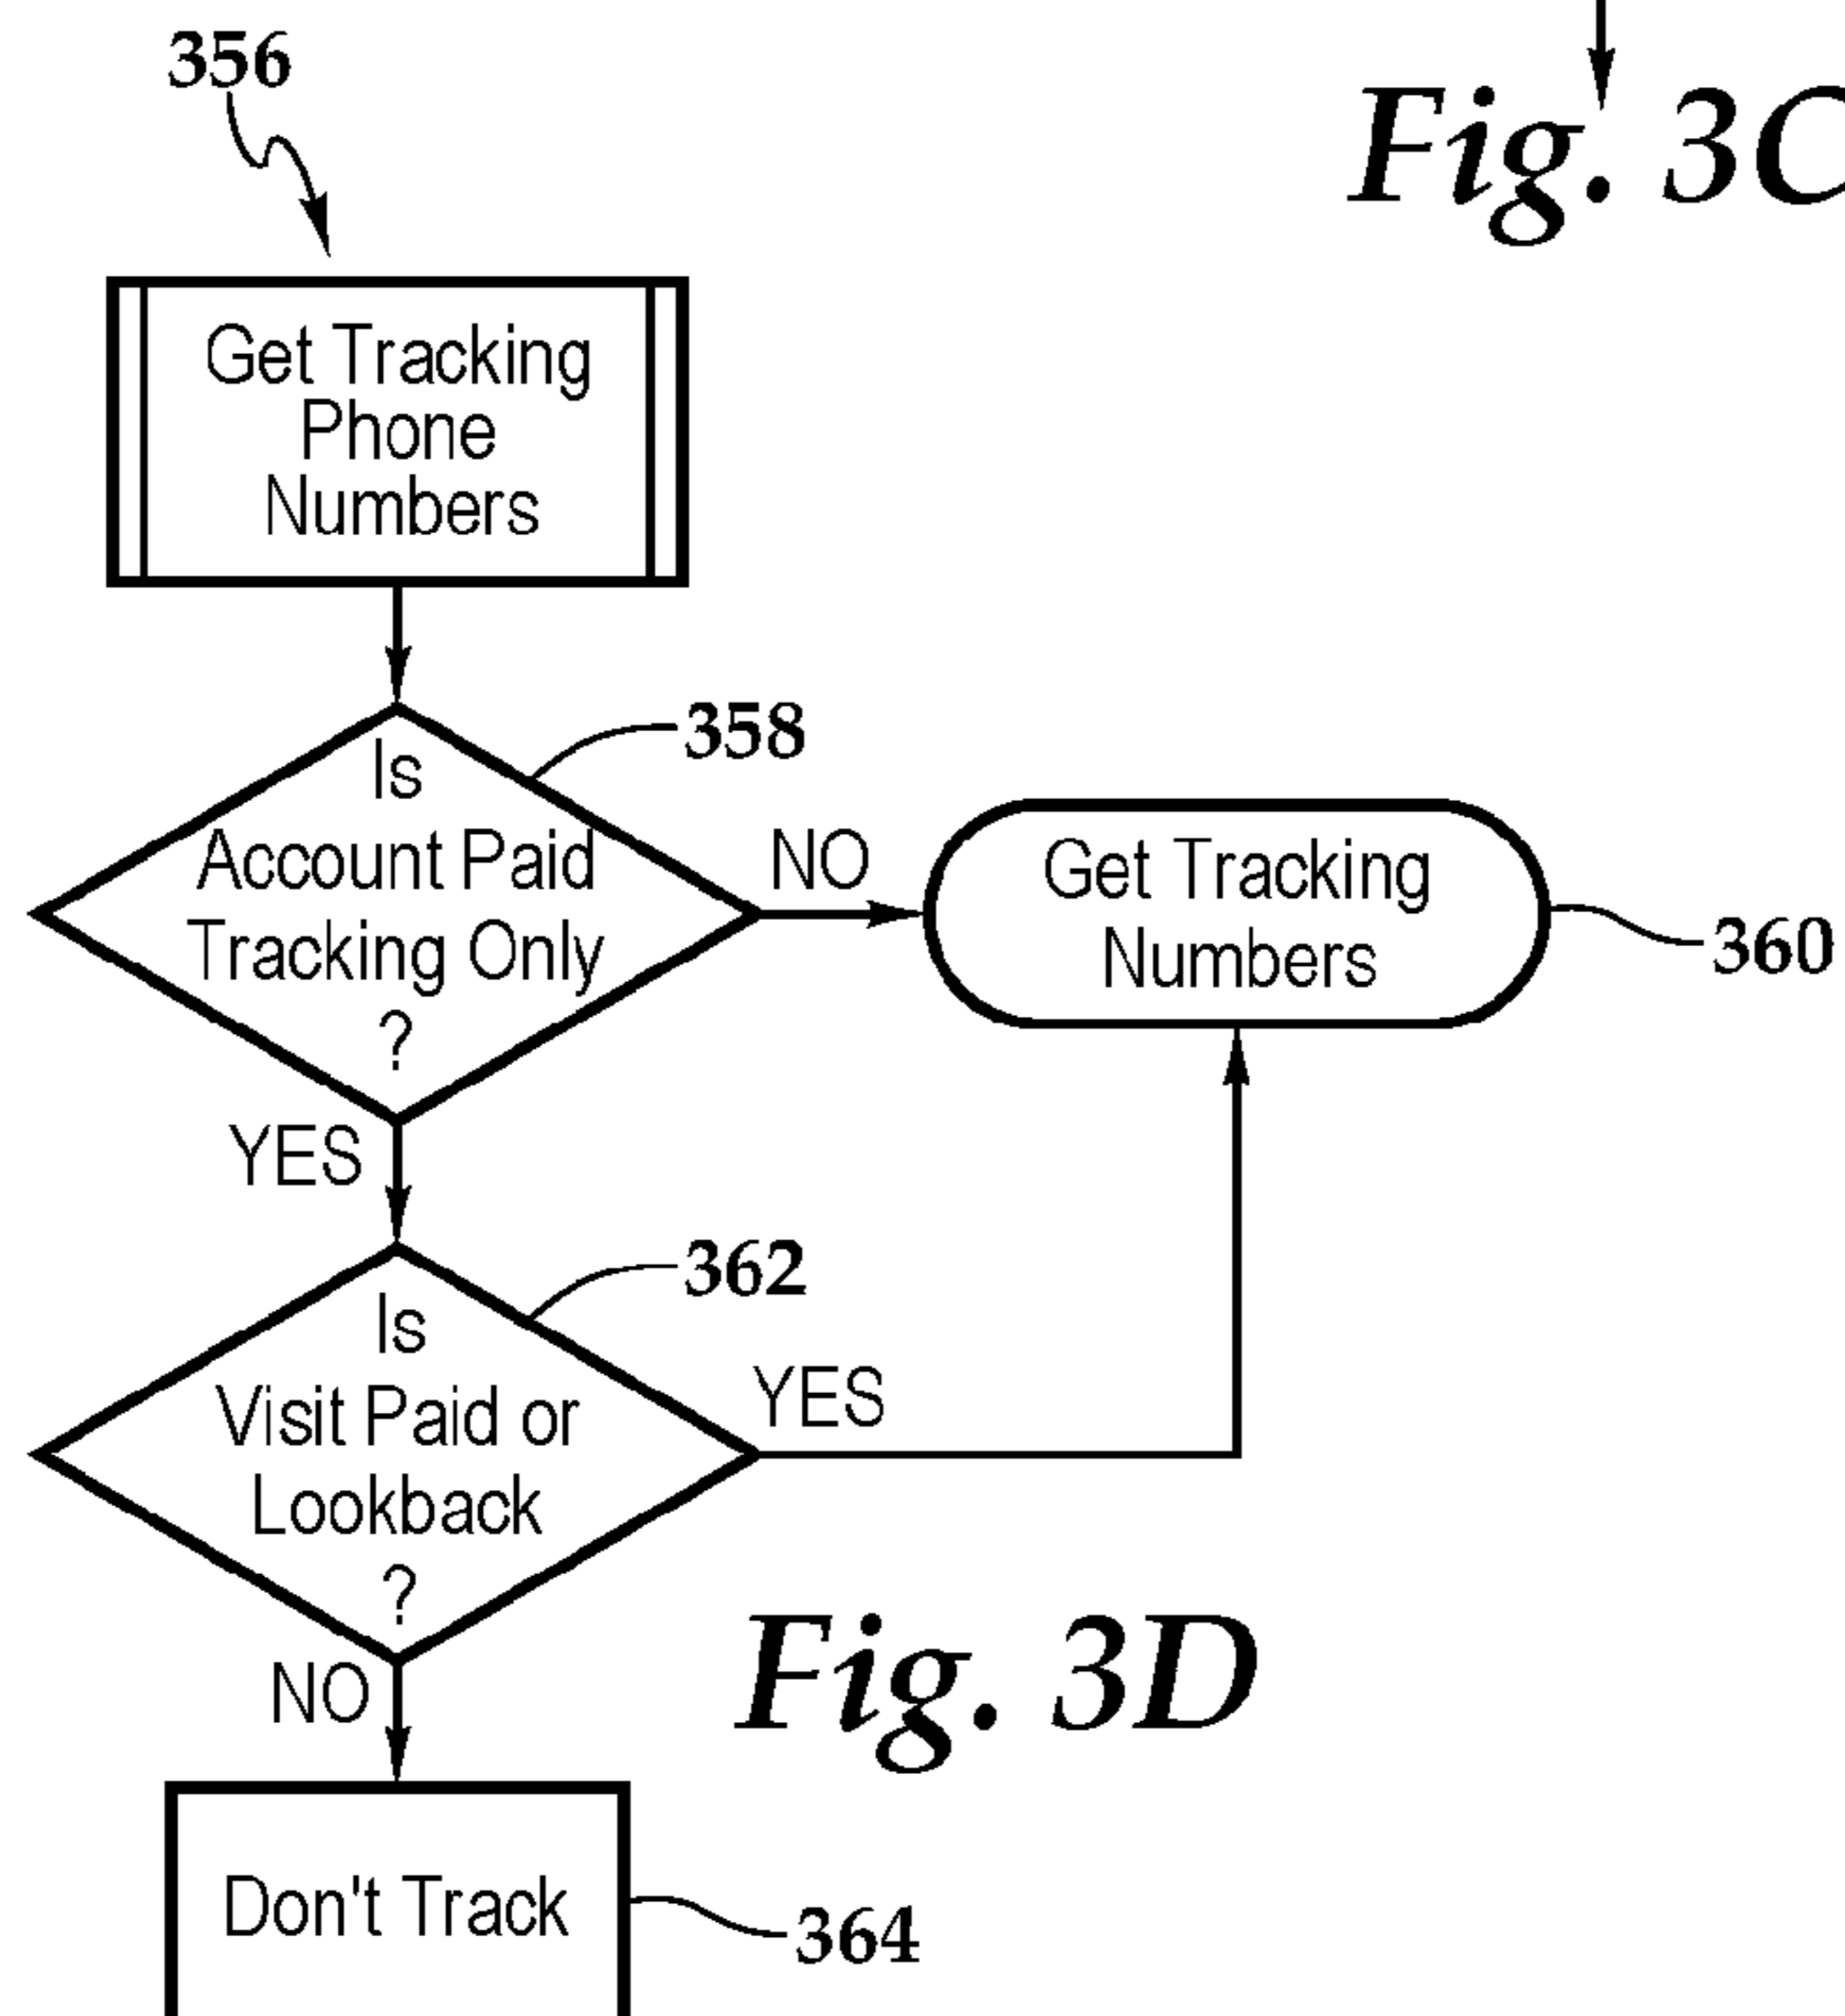 356
Fig. 3C
Get Tracking
Phone
Numbers
358
Is
Account Paid
Tracking Only
?
NO
Get Tracking
Numbers
360
YES
362
Is
Visit Paid or
Lookback
?
YES
NO
Fig. 3D
Don't Track
364